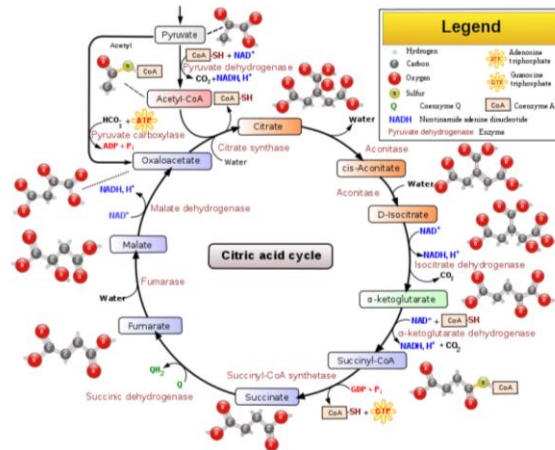 Legend
Hydrogen
Carbon
Oxygen
Sulfur
Q Coenzyme Q
NADH Nicotinamide adenine dinucleotide
Pyruvate dehydrogenase Enzyme
ATP Adenosine triphosphate
GTP Guanosine triphosphate
CoA Coenzyme A
Pyruvate
Acetyl
S CoA
CoA-SH + NAD⁺
Pyruvate dehydrogenase
CO₂+NADH, H⁺
Acetyl-CoA
CoA-SH
HCO₃⁻ + ATP
Pyruvate carboxylase
ADP + Pᵢ
Oxaloacetate
Citrate synthase
Water
Citrate
Water
Aconitase
cis-Aconitate
Water
Aconitase
D-Isocitrate
NAD⁺
NADH, H⁺
Isocitrate dehydrogenase
CO₂
α-ketoglutarate
NAD⁺ + CoA-SH
α-ketoglutarate dehydrogenase
NADH, H⁺ + CO₂
Succinyl-CoA
S CoA
Succinyl-CoA synthetase
GDP + Pᵢ
CoA-SH + GTP
Succinate
Succinic dehydrogenase
Q
QH₂
Fumarate
Water
Fumarase
Malate
Malate dehydrogenase
NAD⁺
NADH, H⁺
Citric acid cycle